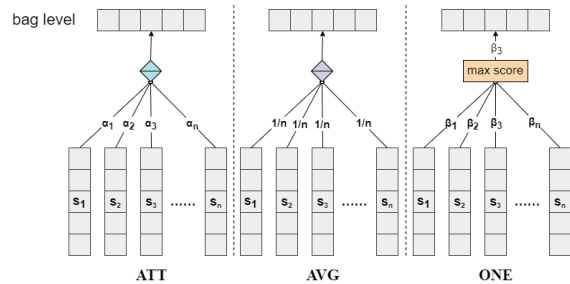 bag level
β₃
max score
α₁ α₂ α₃ αₙ
1/n 1/n 1/n 1/n
β₁ β₂ β₃ βₙ
S₁ S₂ S₃ ...... Sₙ
S₁ S₂ S₃ ...... Sₙ
S₁ S₂ S₃ ...... Sₙ
ATT AVG ONE